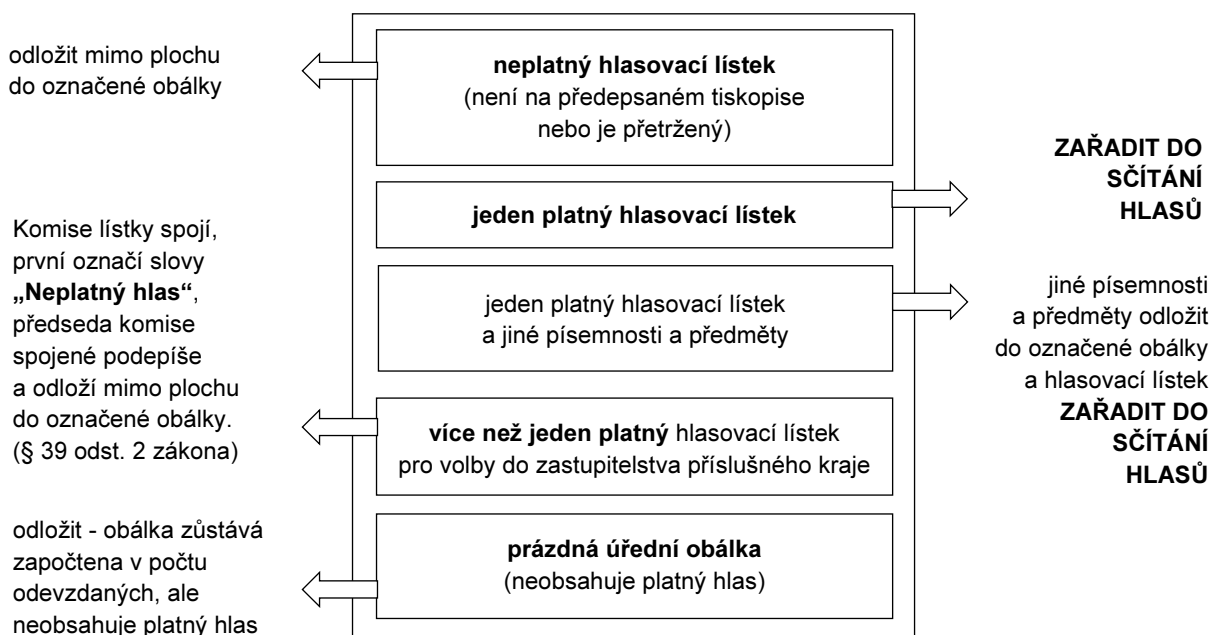 odložit mimo plochu
do označené obálky
neplatný hlasovací lístek
(není na předepsaném tiskopise
nebo je přetržený)
jeden platný hlasovací lístek
ZAŘADIT DO
SČÍTÁNÍ
HLASŮ
Komise lístky spojí,
první označí slovy
„Neplatný hlas“,
předseda komise
spojené podepíše
a odloží mimo plochu
do označené obálky.
(§ 39 odst. 2 zákona)
jeden platný hlasovací lístek
a jiné písemnosti a předměty
jiné písemnosti
a předměty odložit
do označené obálky
a hlasovací lístek
ZAŘADIT DO
SČÍTÁNÍ
HLASŮ
více než jeden platný hlasovací lístek
pro volby do zastupitelstva příslušného kraje
odložit - obálka zůstává
započtena v počtu
odevzdaných, ale
neobsahuje platný hlas
prázdná úřední obálka
(neobsahuje platný hlas)